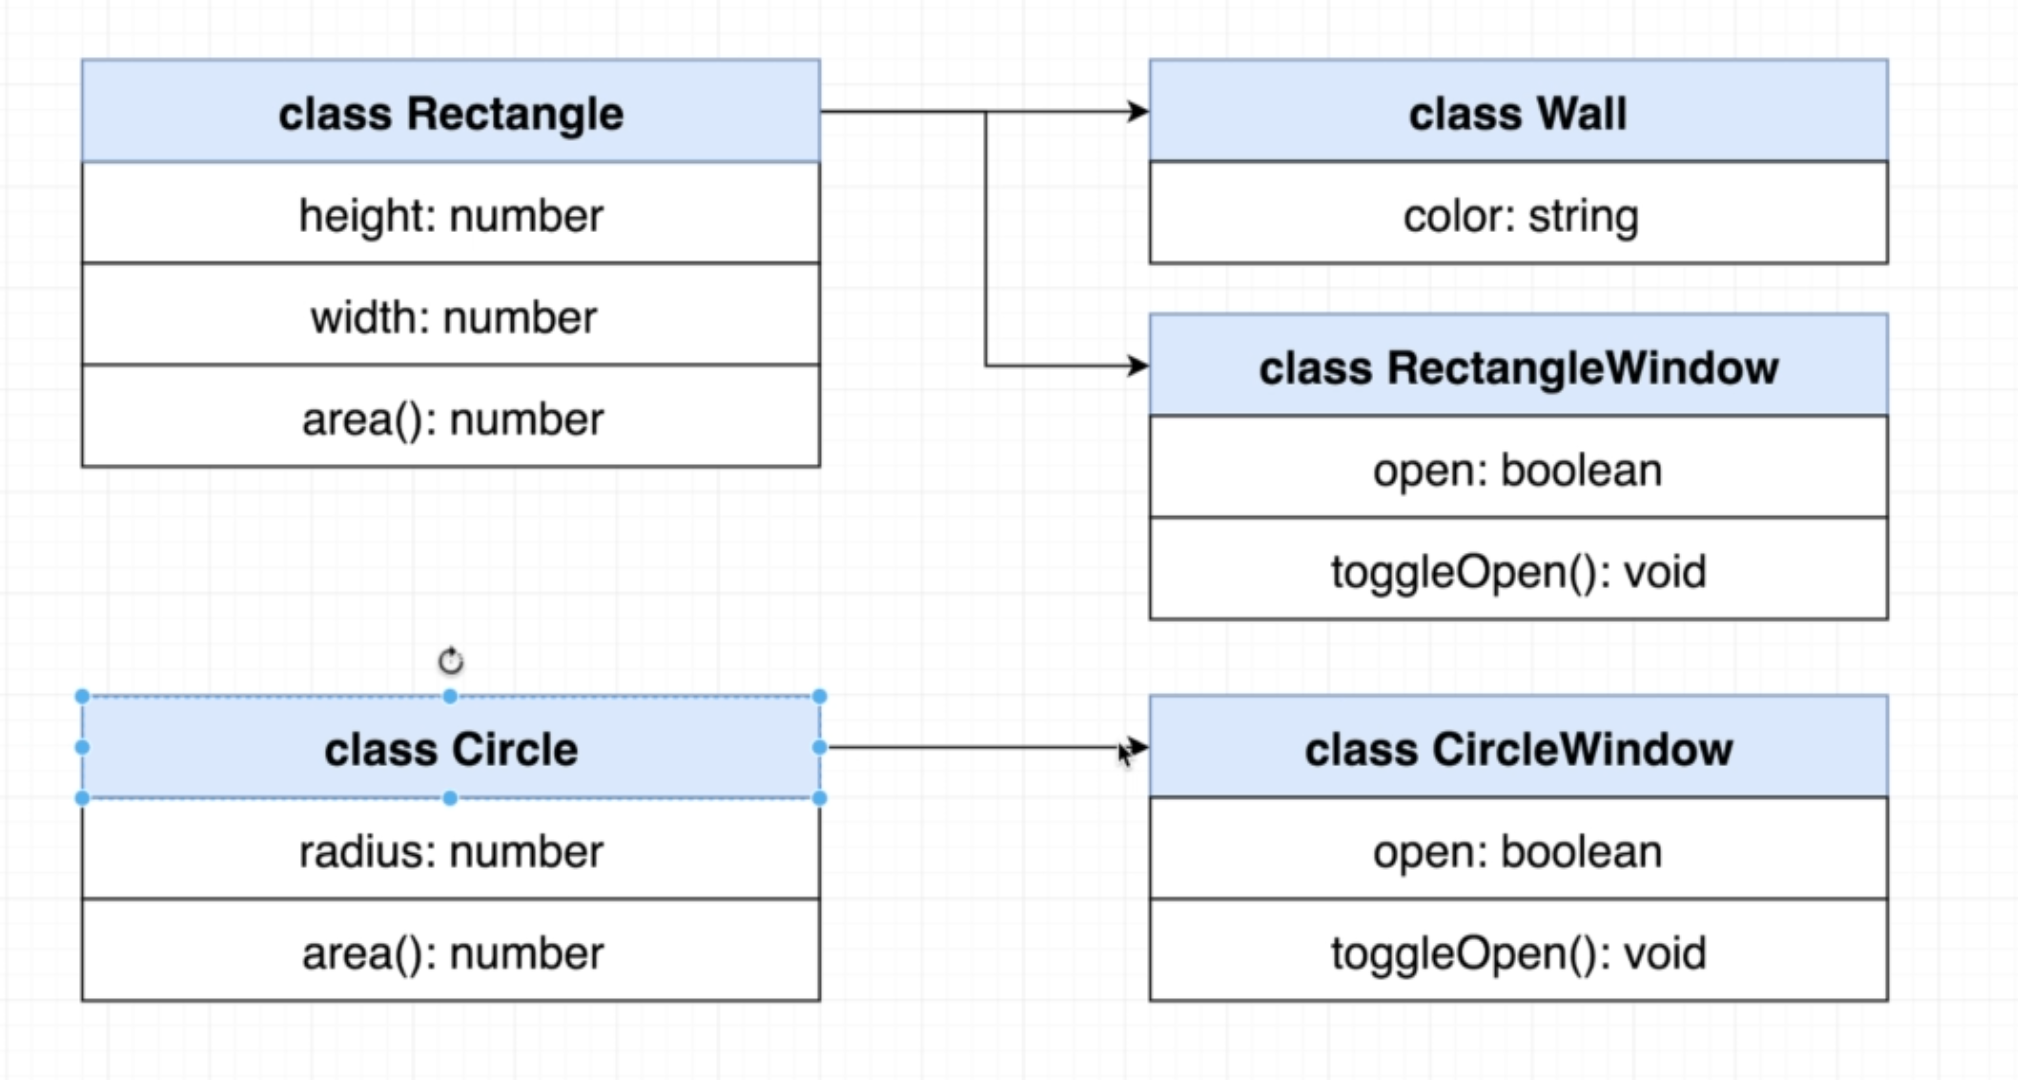 class Rectangle
height: number
width: number
area(): number
class Wall
color: string
class RectangleWindow
open: boolean
toggleOpen(): void
class Circle
radius: number
area(): number
class CircleWindow
open: boolean
toggleOpen(): void